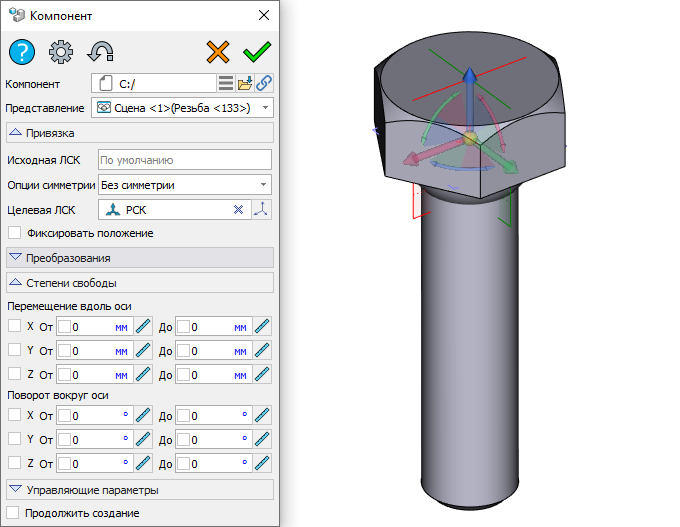 Компонент
Компонент C:/
Представление Сцена <1>(Резьба <133>)
Привязка
Исходная ЛСК По умолчанию
Опции симметрии Без симметрии
Целевая ЛСК РСК
Фиксировать положение
Преобразования
Степени свободы
Перемещение вдоль оси
X От 0 мм До 0 мм
Y От 0 мм До 0 мм
Z От 0 мм До 0 мм
Поворот вокруг оси
X От 0 ° До 0 °
Y От 0 ° До 0 °
Z От 0 ° До 0 °
Управляющие параметры
Продолжить создание